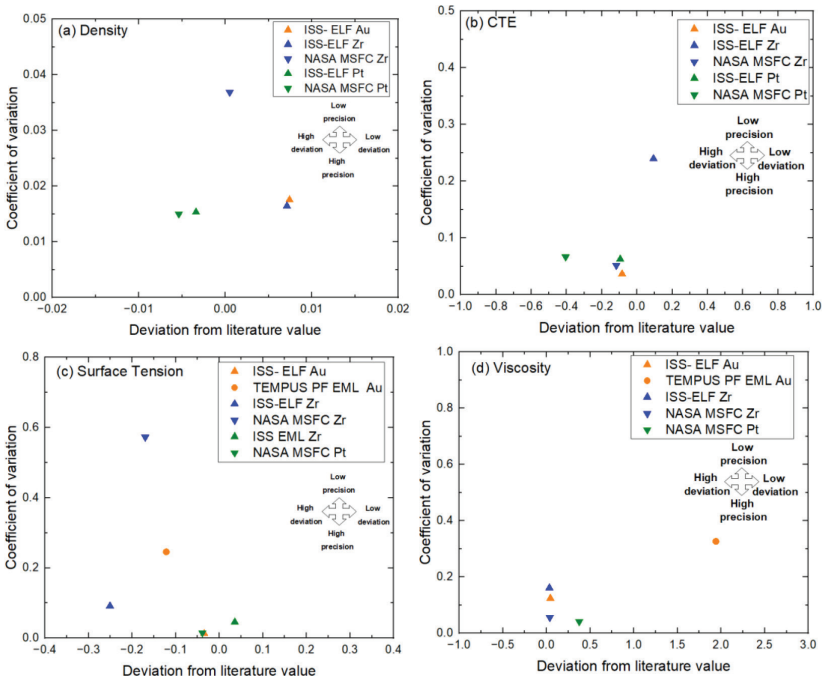 (a) Density
ISS- ELF Au
ISS-ELF Zr
NASA MSFC Zr
ISS-ELF Pt
NASA MSFC Pt
Low
precision
High
deviation
Low
deviation
High
precision
Coefficient of variation
0.05
0.04
0.03
0.02
0.01
0.00
−0.02
−0.01
0.00
0.01
0.02
Deviation from literature value
(b) CTE
ISS- ELF Au
ISS-ELF Zr
NASA MSFC Zr
ISS-ELF Pt
NASA MSFC Pt
Low
precision
High
deviation
Low
deviation
High
precision
Coefficient of variation
0.5
0.4
0.3
0.2
0.1
0.0
−1.0
−0.8
−0.6
−0.4
−0.2
0.0
0.2
0.4
0.6
0.8
1.0
Deviation from literature value
(c) Surface Tension
ISS- ELF Au
TEMPUS PF EML Au
ISS-ELF Zr
NASA MSFC Zr
ISS EML Zr
NASA MSFC Pt
Low
precision
High
deviation
Low
deviation
High
precision
Coefficient of variation
0.8
0.6
0.4
0.2
0.0
−0.4
−0.3
−0.2
−0.1
0.0
0.1
0.2
0.3
0.4
Deviation from literature value
(d) Viscosity
ISS- ELF Au
TEMPUS PF EML Au
ISS-ELF Zr
NASA MSFC Zr
NASA MSFC Pt
Low
precision
High
deviation
Low
deviation
High
precision
Coefficient of variation
1.0
0.8
0.6
0.4
0.2
0.0
−1.0
−0.5
0.0
0.5
1.0
1.5
2.0
2.5
3.0
Deviation from literature value